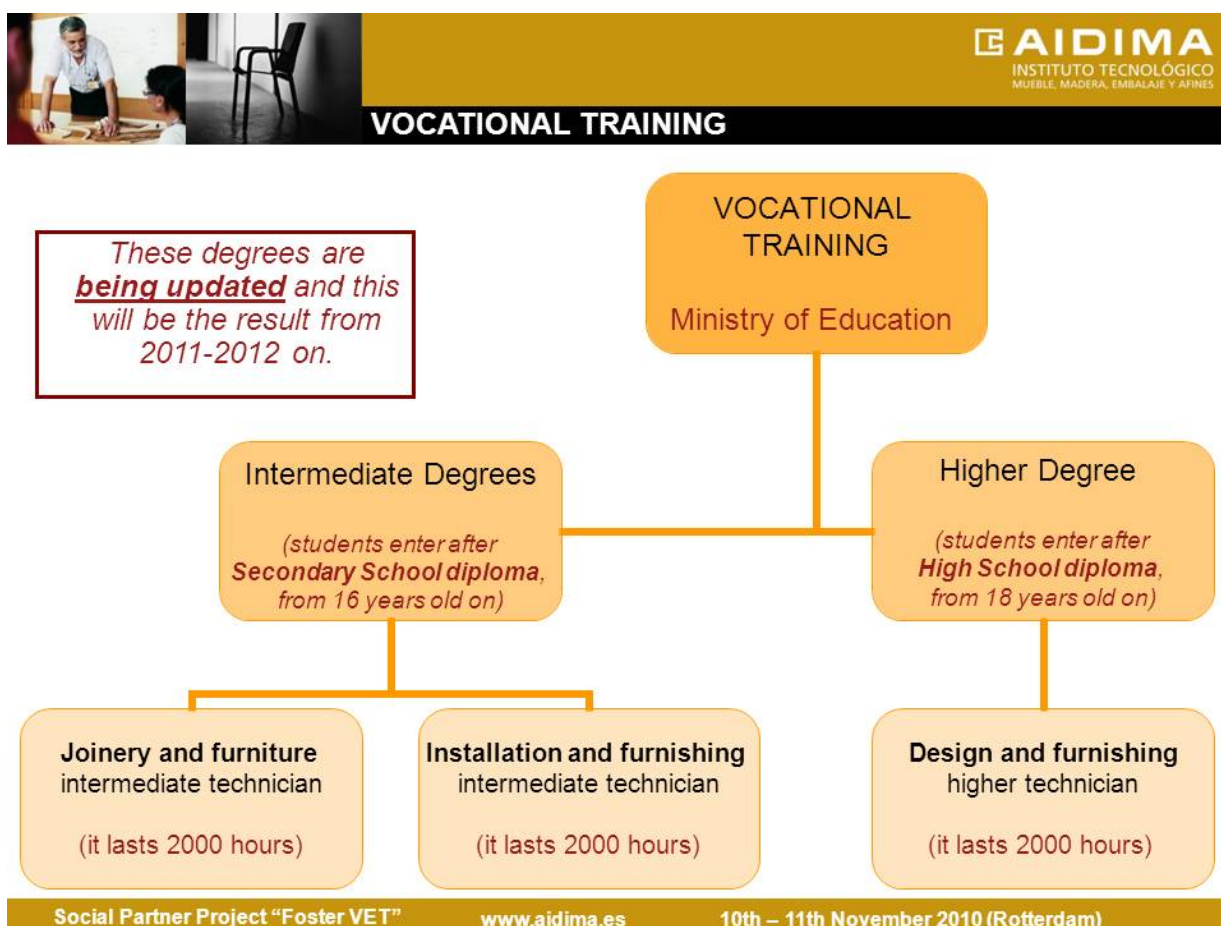 AIDIMA
INSTITUTO TECNOLÓGICO
MUEBLE, MADERA, EMBALAJE Y AFINES
VOCATIONAL TRAINING
These degrees are
being updated and this
will be the result from
2011-2012 on.
VOCATIONAL
TRAINING
Ministry of Education
Intermediate Degrees
(students enter after
Secondary School diploma,
from 16 years old on)
Higher Degree
(students enter after
High School diploma,
from 18 years old on)
Joinery and furniture
intermediate technician
(it lasts 2000 hours)
Installation and furnishing
intermediate technician
(it lasts 2000 hours)
Design and furnishing
higher technician
(it lasts 2000 hours)
Social Partner Project “Foster VET” www.aidima.es 10th – 11th November 2010 (Rotterdam)